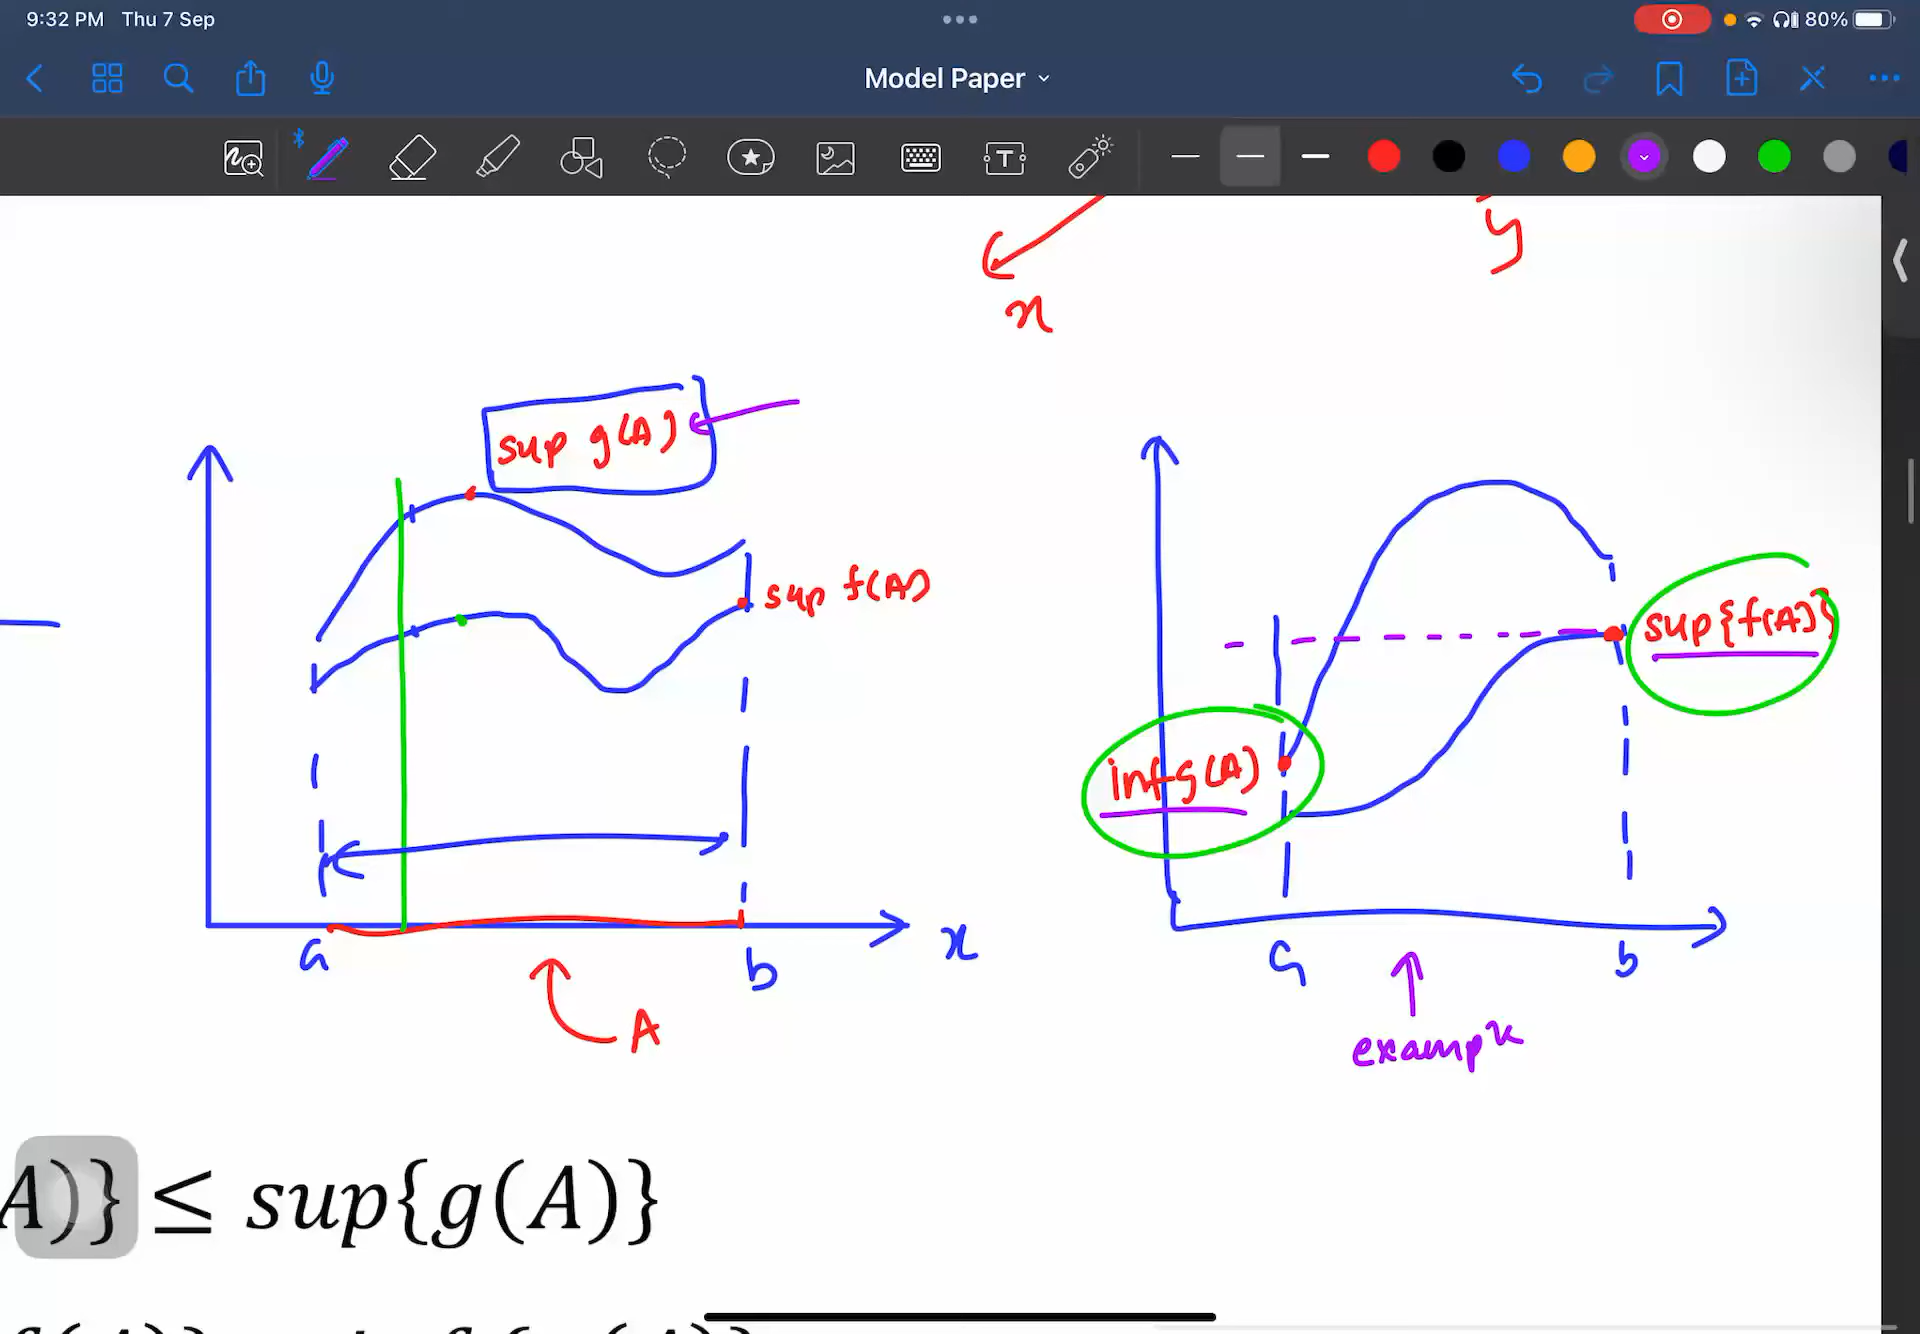 9:32 PM Thu 7 Sep
80%
Model Paper
y
x
sup g(A)
sup f(A)
sup{f(A)}
inf g(A)
a
b
x
A
a
b
example
A)} ≤ sup{g(A)}